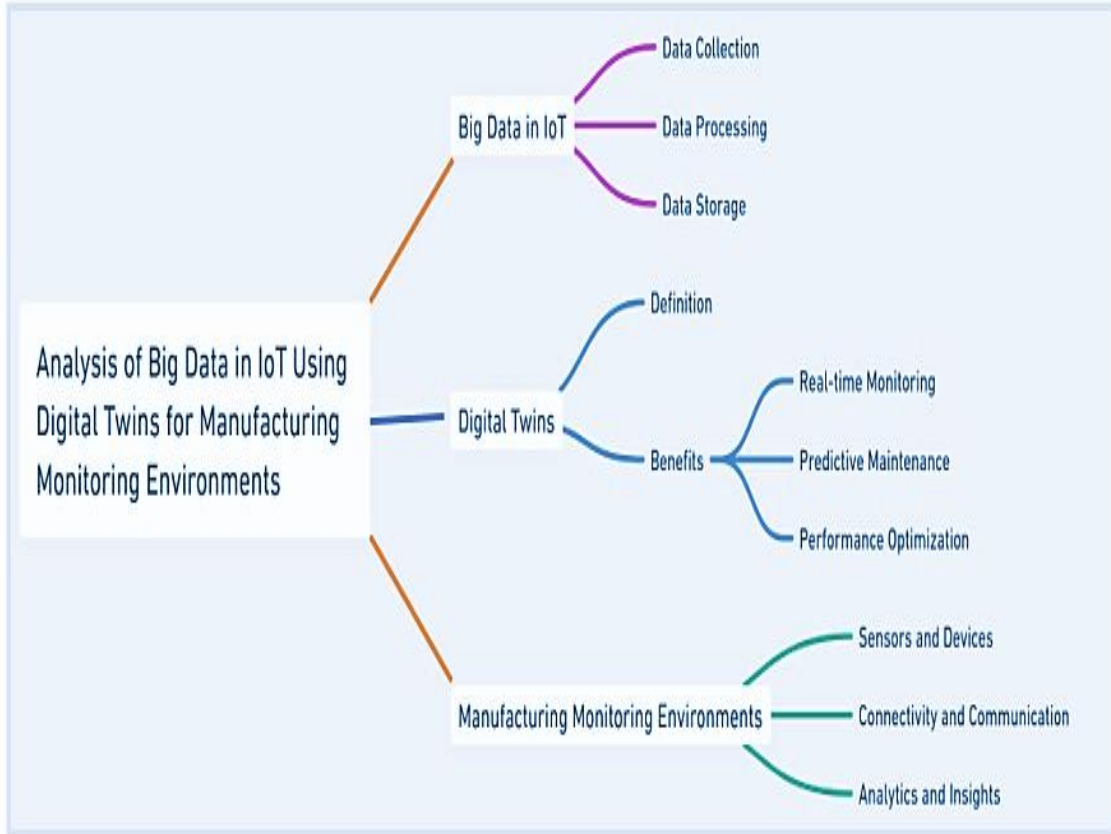 Analysis of Big Data in IoT Using
Digital Twins for Manufacturing
Monitoring Environments
Big Data in IoT
Data Collection
Data Processing
Data Storage
Digital Twins
Definition
Benefits
Real-time Monitoring
Predictive Maintenance
Performance Optimization
Manufacturing Monitoring Environments
Sensors and Devices
Connectivity and Communication
Analytics and Insights